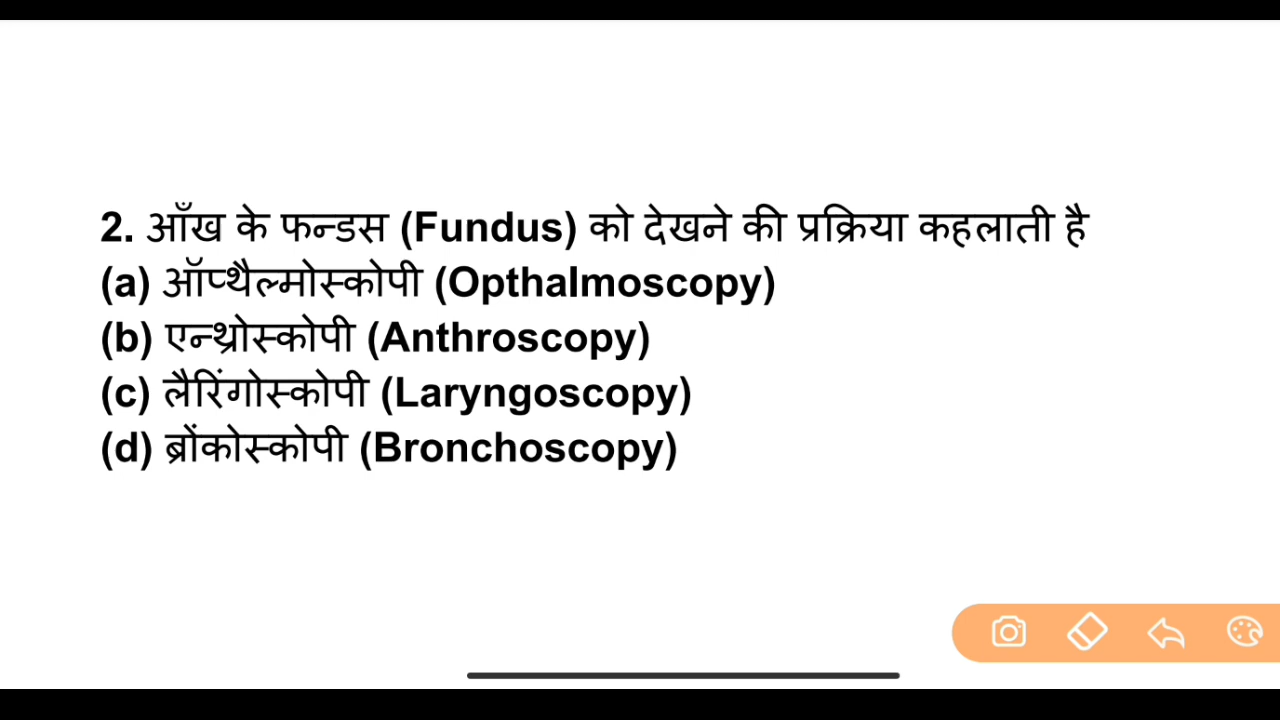 2. आँख के फन्डस (Fundus) को देखने की प्रक्रिया कहलाती है
(a) ऑप्थैल्मोस्कोपी (Opthalmoscopy)
(b) एन्थ्रोस्कोपी (Anthroscopy)
(c) लैरिंगोस्कोपी (Laryngoscopy)
(d) ब्रोंकोस्कोपी (Bronchoscopy)